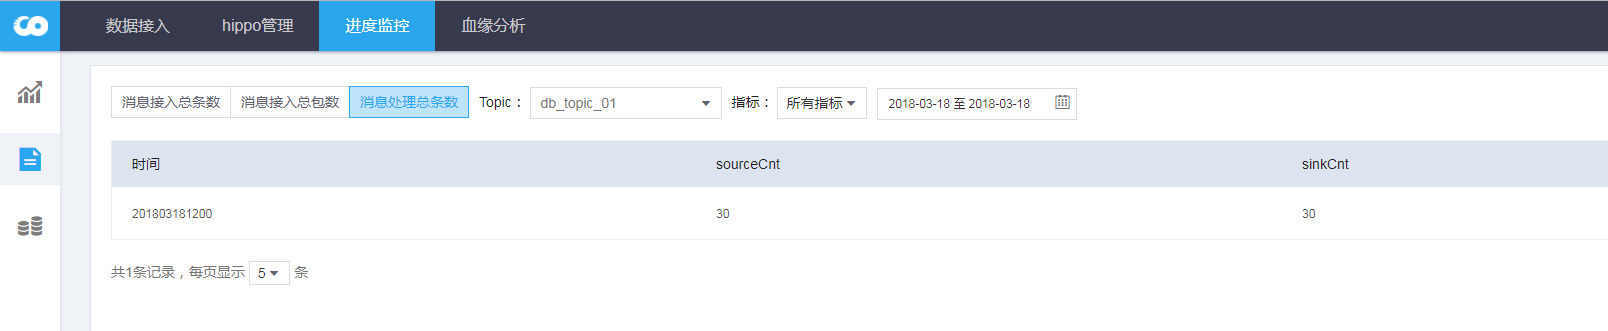 数据接入 hippo管理 进度监控 血缘分析
消息接入总条数 消息接入总包数 消息处理总条数 Topic： db_topic_01 指标： 所有指标 2018-03-18 至 2018-03-18
时间 sourceCnt sinkCnt
201803181200 30 30
共1条记录，每页显示 5 条